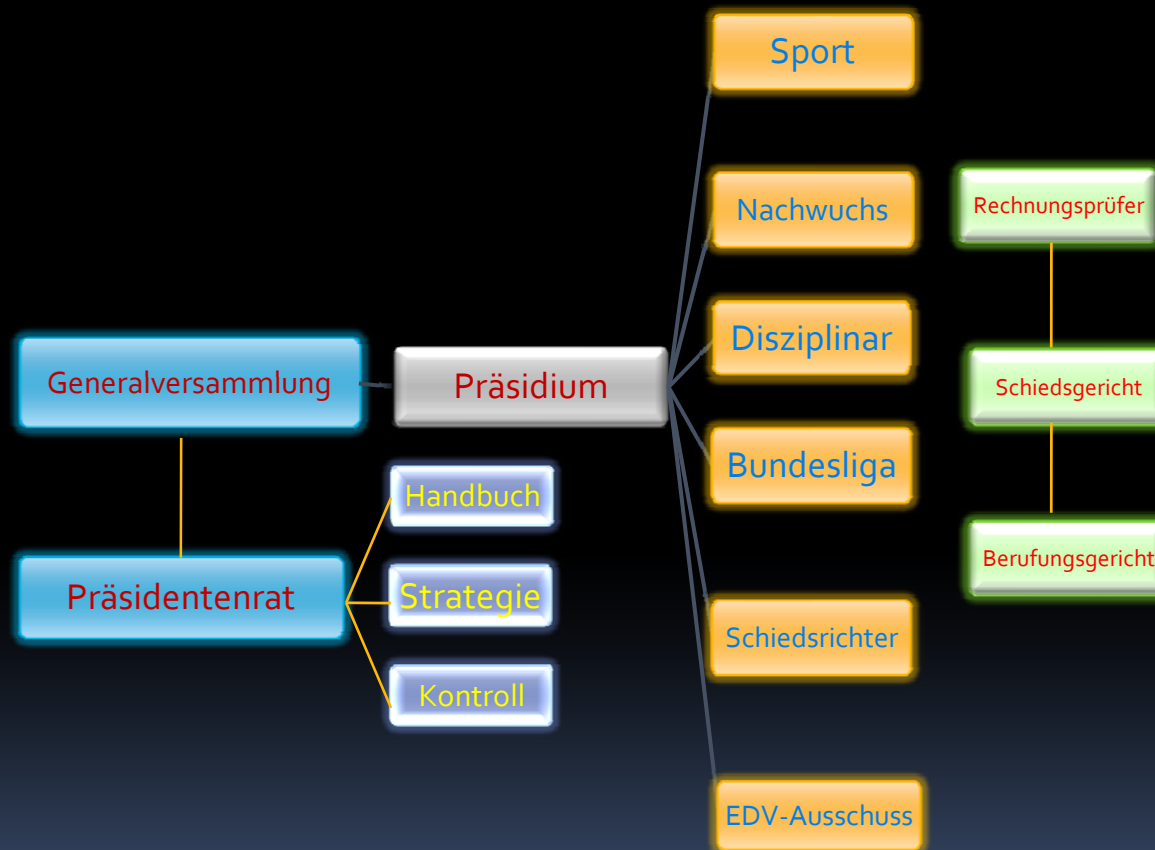 Sport
Nachwuchs
Rechnungsprüfer
Disziplinar
Generalversammlung
Präsidium
Schiedsgericht
Bundesliga
Handbuch
Berufungsgericht
Präsidentenrat
Strategie
Schiedsrichter
Kontroll
EDV-Ausschuss